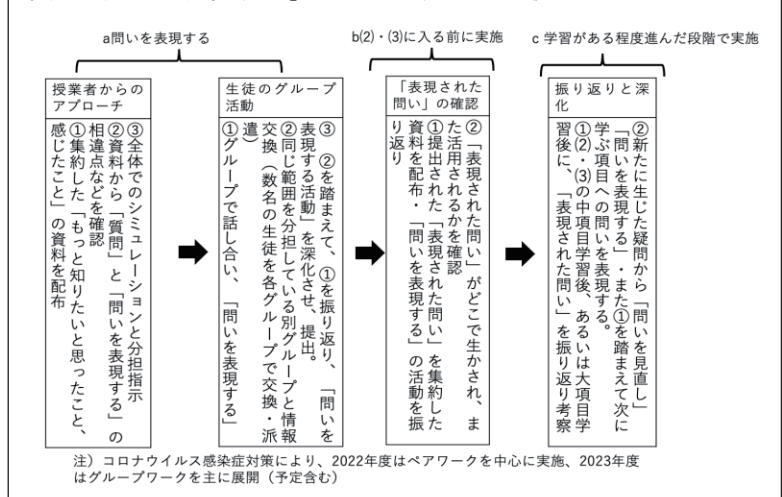 a問いを表現する
b(2)・(3)に入る前に実施
c 学習がある程度進んだ段階で実施
授業者からの
アプローチ
③全体でのシミュレーションと分担指示
②資料から「質問」と「問いを表現する」の
相違点などを確認
①集約した「もっと知りたいと思ったこと、
感じたこと」の資料を配布
生徒のグループ
活動
③　②を踏まえて、①を振り返り、「問いを
表現する活動」を深化させ、提出。
②同じ範囲を分担している別グループと情報
交換（数名の生徒を各グループで交換・派
遣）
①グループで話し合い、「問いを表現する」
「表現された
問い」の確認
②「表現された問い」がどこで生かされ、ま
た活用されるかを確認
①提出された「表現された問い」を集約した
資料を配布・「問いを表現する」の活動を振
り返り
振り返りと深
化
②新たに生じた疑問から「問いを見直し」
「問いを表現する」・また①を踏まえて次に
学ぶ項目への問いを表現する。
①(2)・(3)の中項目学習後、あるいは大項目学
習後に、「表現された問い」を振り返り考察
注）コロナウイルス感染症対策により、2022年度はペアワークを中心に実施、2023年度
はグループワークを主に展開（予定含む）